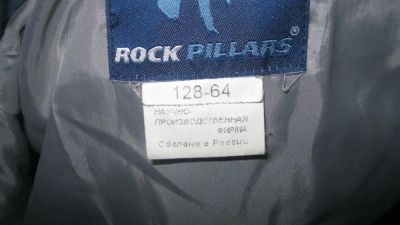 ROCK PILLARS®
128-64
НАУЧНО-
ПРОИЗВОДСТВЕННАЯ
ФИРМА
Сделано в России